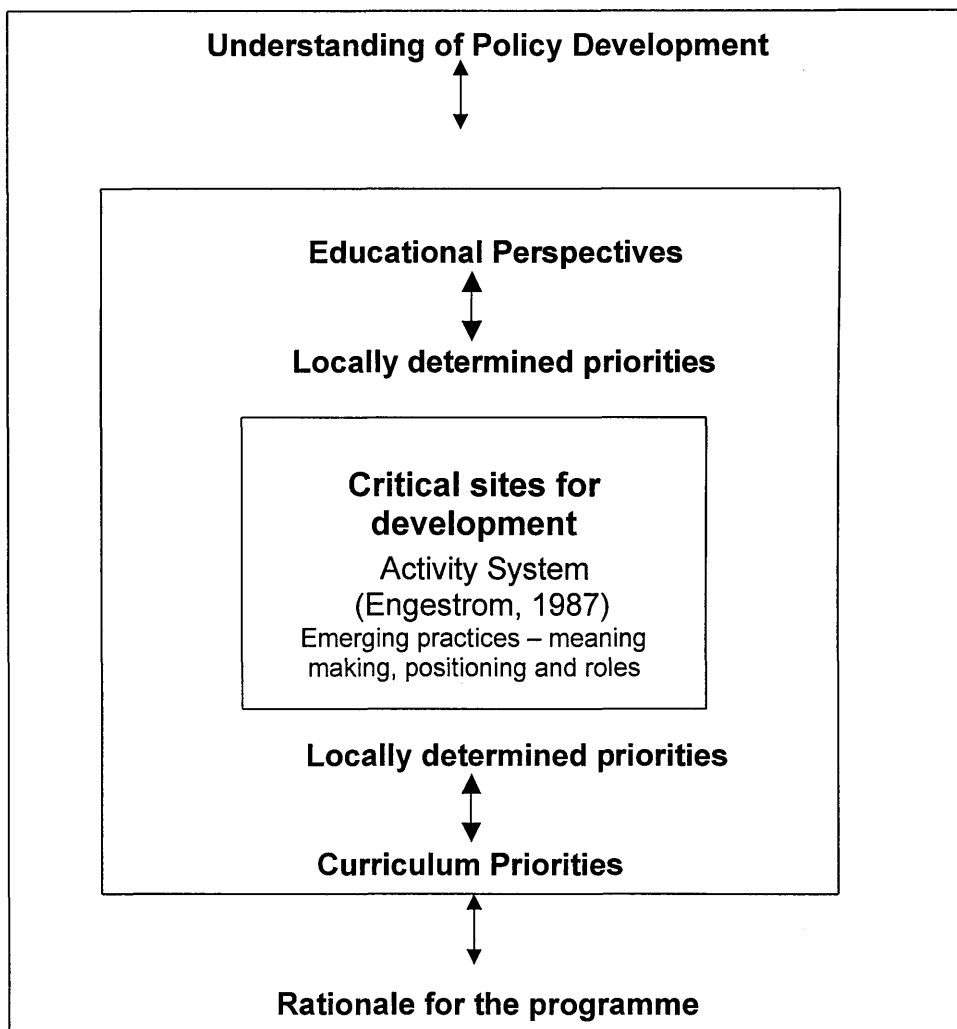 Understanding of Policy Development
Educational Perspectives
Locally determined priorities
Critical sites for
development
Activity System
(Engestrom, 1987)
Emerging practices – meaning
making, positioning and roles
Locally determined priorities
Curriculum Priorities
Rationale for the programme